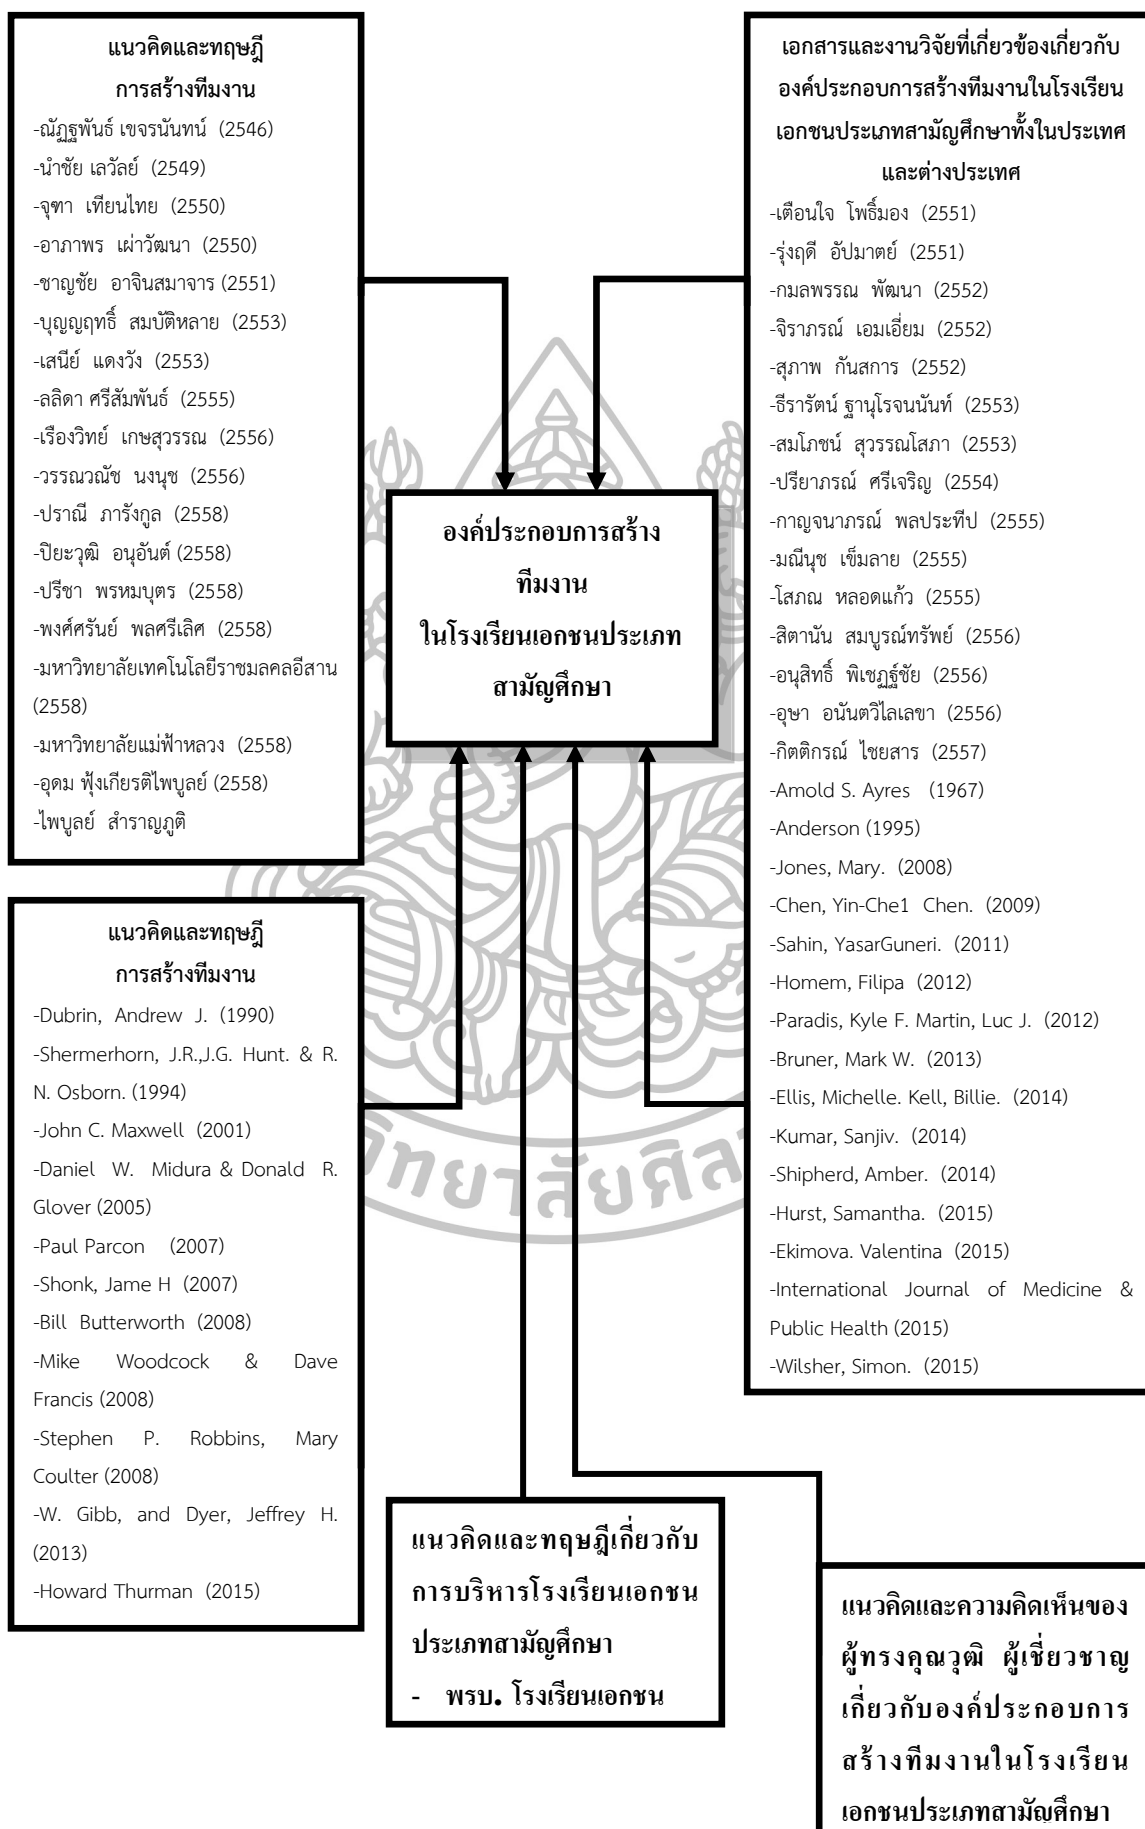 แนวคิดและทฤษฎี
การสร้างทีมงาน
-ณัฏฐพันธ์ เขจรนันทน์ (2546)
-นำชัย เลวัลย์ (2549)
-จุฑา เทียนไทย (2550)
-อาภาพร เผ่าวัฒนา (2550)
-ชาญชัย อาจินสมาจาร (2551)
-บุญญฤทธิ์ สมบัติหลาย (2553)
-เสนีย์ แดงวัง (2553)
-ลลิดา ศรีสัมพันธ์ (2555)
-เรืองวิทย์ เกษสุวรรณ (2556)
-วรรณวณัช นงนุช (2556)
-ปราณี ภารังกูล (2558)
-ปิยะวุฒิ อนุอันต์ (2558)
-ปรีชา พรหมบุตร (2558)
-พงศ์ศรันย์ พลศรีเลิศ (2558)
-มหาวิทยาลัยเทคโนโลยีราชมลคลอีสาน
(2558)
-มหาวิทยาลัยแม่ฟ้าหลวง (2558)
-อุดม ฟุ้งเกียรติไพบูลย์ (2558)
-ไพบูลย์ สำราญภูติ
แนวคิดและทฤษฎี
การสร้างทีมงาน
-Dubrin, Andrew J. (1990)
-Shermerhorn, J.R.,J.G. Hunt. & R.
N. Osborn. (1994)
-John C. Maxwell (2001)
-Daniel W. Midura & Donald R.
Glover (2005)
-Paul Parcon (2007)
-Shonk, Jame H (2007)
-Bill Butterworth (2008)
-Mike Woodcock & Dave
Francis (2008)
-Stephen P. Robbins, Mary
Coulter (2008)
-W. Gibb, and Dyer, Jeffrey H.
(2013)
-Howard Thurman (2015)
องค์ประกอบการสร้าง
ทีมงาน
ในโรงเรียนเอกชนประเภท
สามัญศึกษา
แนวคิดและทฤษฎีเกี่ยวกับ
การบริหารโรงเรียนเอกชน
ประเภทสามัญศึกษา
- พรบ. โรงเรียนเอกชน
เอกสารและงานวิจัยที่เกี่ยวข้องเกี่ยวกับ
องค์ประกอบการสร้างทีมงานในโรงเรียน
เอกชนประเภทสามัญศึกษาทั้งในประเทศ
และต่างประเทศ
-เตือนใจ โพธิ์มอง (2551)
-รุ่งฤดี อัปมาตย์ (2551)
-กมลพรรณ พัฒนา (2552)
-จิราภรณ์ เอมเอี่ยม (2552)
-สุภาพ กันสการ (2552)
-ธีรารัตน์ ฐานุโรจนนันท์ (2553)
-สมโภชน์ สุวรรณโสภา (2553)
-ปรียาภรณ์ ศรีเจริญ (2554)
-กาญจนาภรณ์ พลประทีป (2555)
-มณีนุช เข็มลาย (2555)
-โสภณ หลอดแก้ว (2555)
-สิตานัน สมบูรณ์ทรัพย์ (2556)
-อนุสิทธิ์ พิเชฏฐ์ชัย (2556)
-อุษา อนันตวิไลเลขา (2556)
-กิตติกรณ์ ไชยสาร (2557)
-Arnold S. Ayres (1967)
-Anderson (1995)
-Jones, Mary. (2008)
-Chen, Yin-Che1 Chen. (2009)
-Sahin, YasarGuneri. (2011)
-Homem, Filipa (2012)
-Paradis, Kyle F. Martin, Luc J. (2012)
-Bruner, Mark W. (2013)
-Ellis, Michelle. Kell, Billie. (2014)
-Kumar, Sanjiv. (2014)
-Shipherd, Amber. (2014)
-Hurst, Samantha. (2015)
-Ekimova. Valentina (2015)
-International Journal of Medicine &
Public Health (2015)
-Wilsher, Simon. (2015)
แนวคิดและความคิดเห็นของ
ผู้ทรงคุณวุฒิ ผู้เชี่ยวชาญ
เกี่ยวกับองค์ประกอบการ
สร้างทีมงานในโรงเรียน
เอกชนประเภทสามัญศึกษา